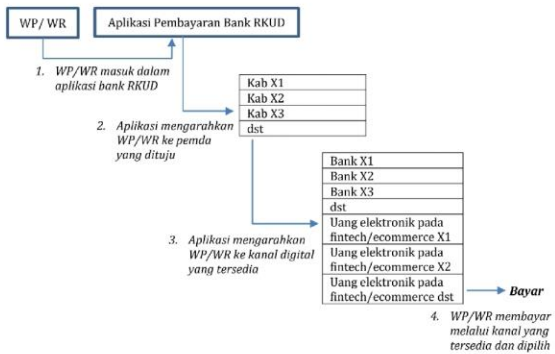 WP/ WR
Aplikasi Pembayaran Bank RKUD
1. WP/WR masuk dalam
aplikasi bank RKUD
Kab X1
Kab X2
Kab X3
dst
2. Aplikasi mengarahkan
WP/WR ke pemda
yang dituju
Bank X1
Bank X2
Bank X3
dst
Uang elektronik pada
fintech/ecommerce X1
Uang elektronik pada
fintech/ecommerce X2
Uang elektronik pada
fintech/ecommerce dst
3. Aplikasi mengarahkan
WP/WR ke kanal digital
yang tersedia
Bayar
4. WP/WR membayar
melalui kanal yang
tersedia dan dipilih